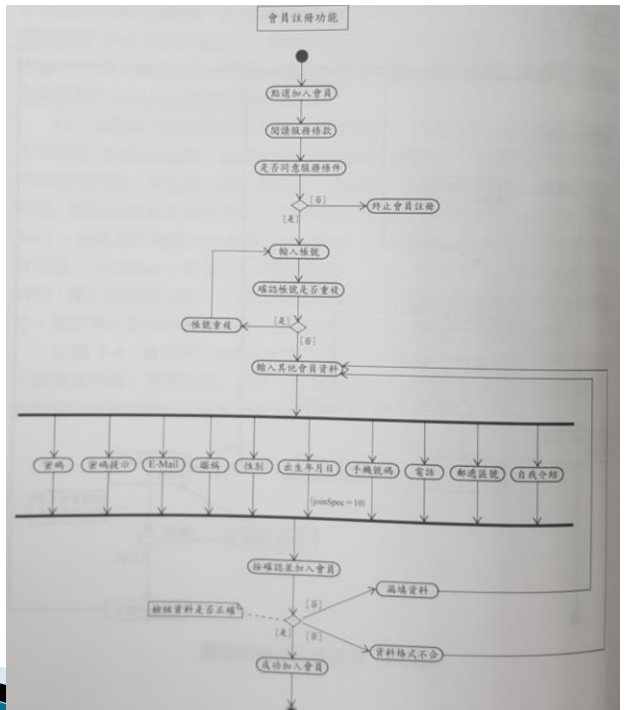 會員註冊功能
點選加入會員
閱讀服務條款
是否同意服務條件
[否]
終止會員註冊
[是]
輸入帳號
確認帳號是否重複
帳號重複
[是]
[否]
輸入其他會員資料
密碼
密碼提示
E-Mail
暱稱
性別
出生年月日
手機號碼
電話
郵遞區號
自我介紹
{joinSpec=10}
按確認並加入會員
漏填資料
檢核資料是否正確
[否]
[是]
[否]
資料格式不合
成功加入會員